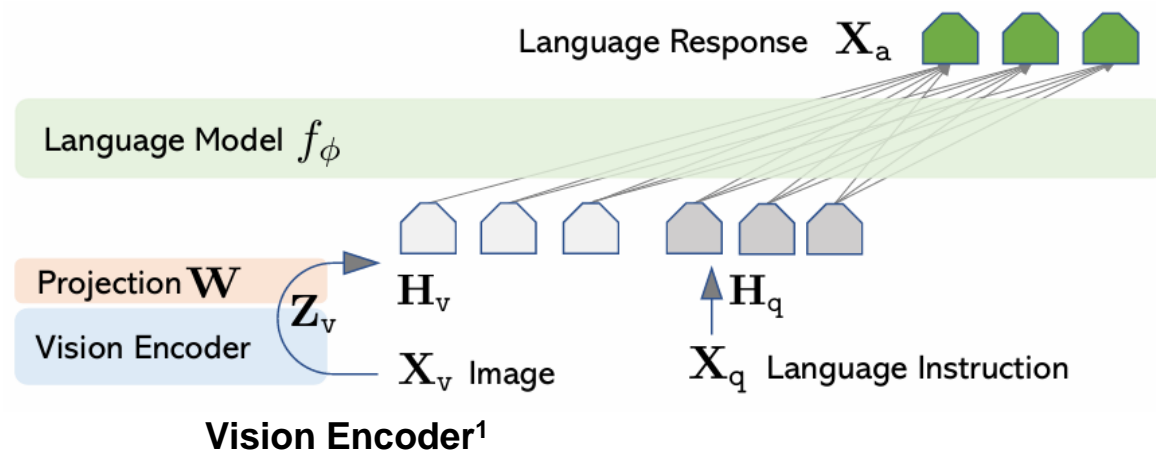 Language Response X_a
Language Model f_ϕ
Projection W
H_v
H_q
Z_v
Vision Encoder
X_v Image
X_q Language Instruction
Vision Encoder¹